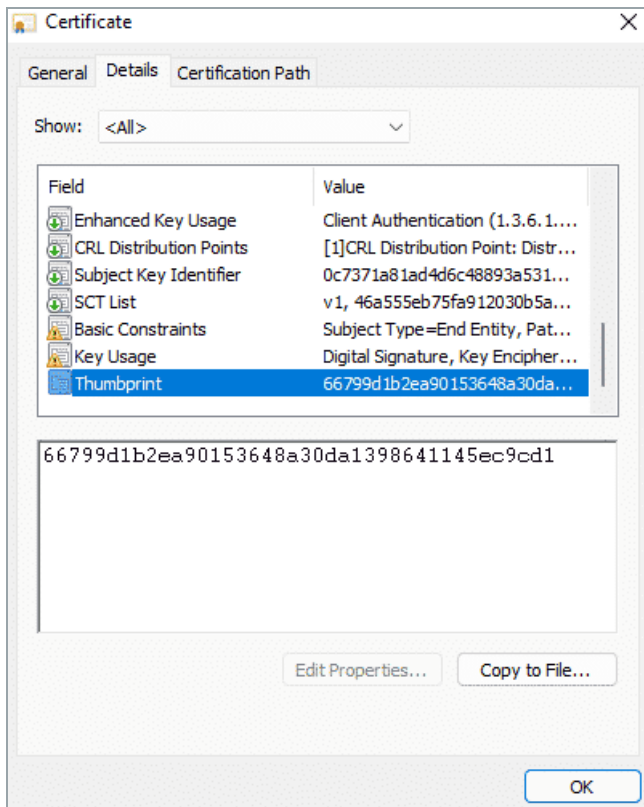 Certificate
General Details Certification Path
Show: <All>
Field Value
Enhanced Key Usage Client Authentication (1.3.6.1....
CRL Distribution Points [1]CRL Distribution Point: Distr...
Subject Key Identifier 0c7371a81ad4d6c48893a531...
SCT List v1, 46a555eb75fa912030b5a...
Basic Constraints Subject Type=End Entity, Pat...
Key Usage Digital Signature, Key Encipher...
Thumbprint 66799d1b2ea90153648a30da...
66799d1b2ea90153648a30da1398641145ec9cd1
Edit Properties... Copy to File...
OK